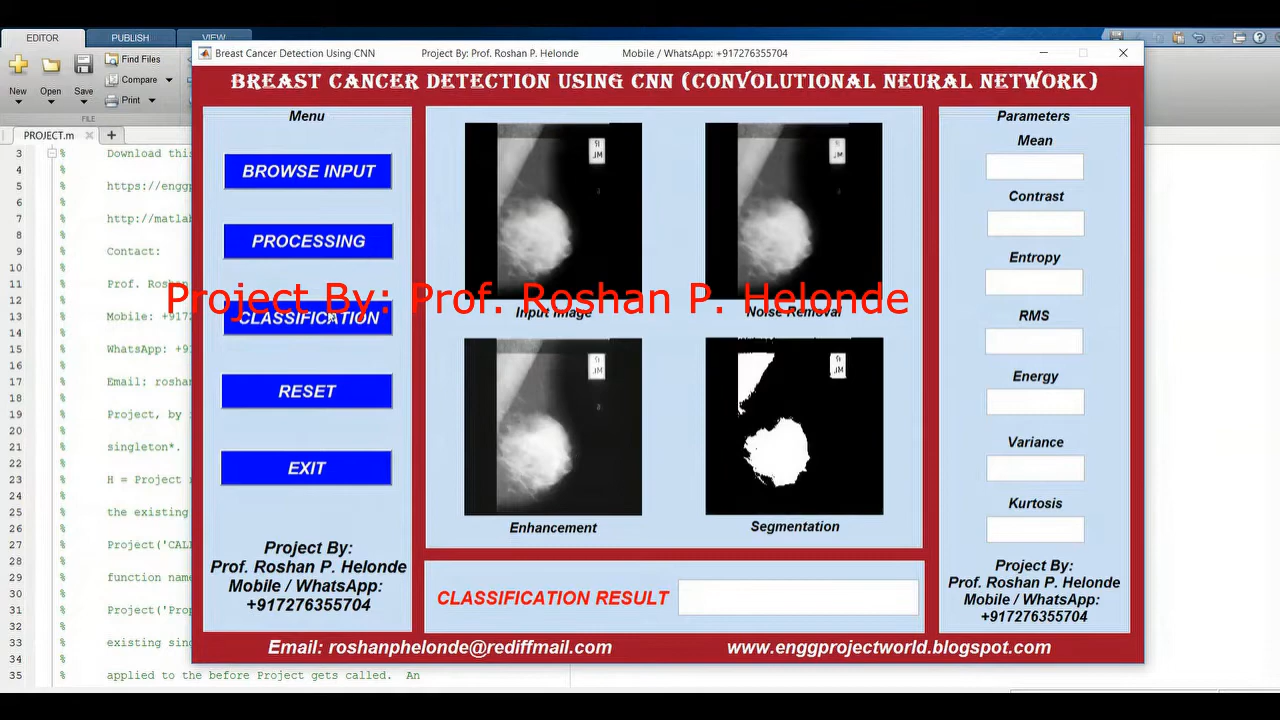 EDITOR PUBLISH VIEW
Breast Cancer Detection Using CNN Project By: Prof. Roshan P. Helonde Mobile / WhatsApp: +917276355704
New Open Save Find Files
Compare
Print
FILE
BREAST CANCER DETECTION USING CNN (CONVOLUTIONAL NEURAL NETWORK)
PROJECT.m
Menu
BROWSE INPUT
PROCESSING
CLASSIFICATION
RESET
EXIT
Project By:
Prof. Roshan P. Helonde
Mobile / WhatsApp:
+917276355704
Project By: Prof. Roshan P. Helonde
Input Image
Noise Removal
Enhancement
Segmentation
CLASSIFICATION RESULT
Parameters
Mean
Contrast
Entropy
RMS
Energy
Variance
Kurtosis
Project By:
Prof. Roshan P. Helonde
Mobile / WhatsApp:
+917276355704
Email: roshanphelonde@rediffmail.com www.enggprojectworld.blogspot.com
3 % Download this
4 %
5 % https://engg
6 %
7 % http://matla
8 %
9 % Contact:
10 %
11 % Prof. Rosh
12 %
13 % Mobile: +917
14 %
15 % WhatsApp: +9
16 %
17 % Email: rosha
18 %
19 % Project, by
20 %
21 % singleton*.
22 %
23 % H = Project
24 %
25 % the existing
26 %
27 % Project('CAL
28 %
29 % function name
30 %
31 % Project('Prop
32 %
33 % existing sin
34 %
35 % applied to the before Project gets called. An